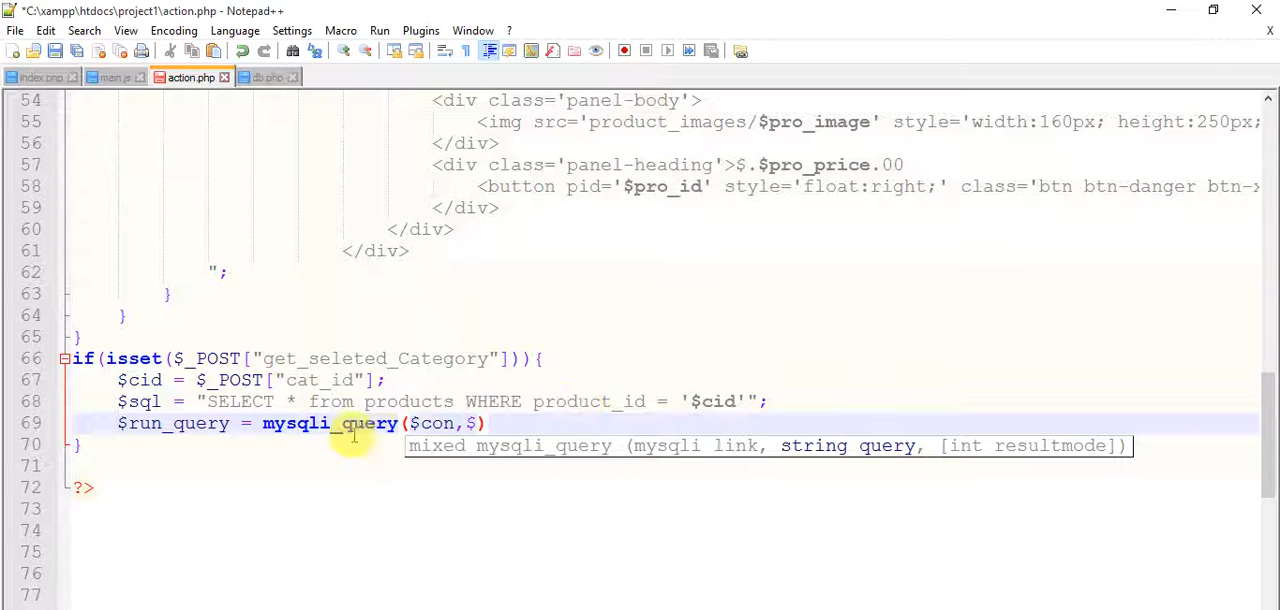 *C:\xampp\htdocs\project1\action.php - Notepad++
File Edit Search View Encoding Language Settings Macro Run Plugins Window ? X
index.php main.js action.php db.php
54 <div class='panel-body'>
55 <img src='product_images/$pro_image' style='width:160px; height:250px;
56 </div>
57 <div class='panel-heading'>$.$pro_price.00
58 <button pid='$pro_id' style='float:right;' class='btn btn-danger btn-x
59 </div>
60 </div>
61 </div>
62 ";
63 }
64 }
65 }
66 if(isset($_POST["get_seleted_Category"])){
67 $cid = $_POST["cat_id"];
68 $sql = "SELECT * from products WHERE product_id = '$cid'";
69 $run_query = mysqli_query($con,$)
70 } mixed mysqli_query (mysqli link, string query, [int resultmode])
71
72 ?>
73
74
75
76
77